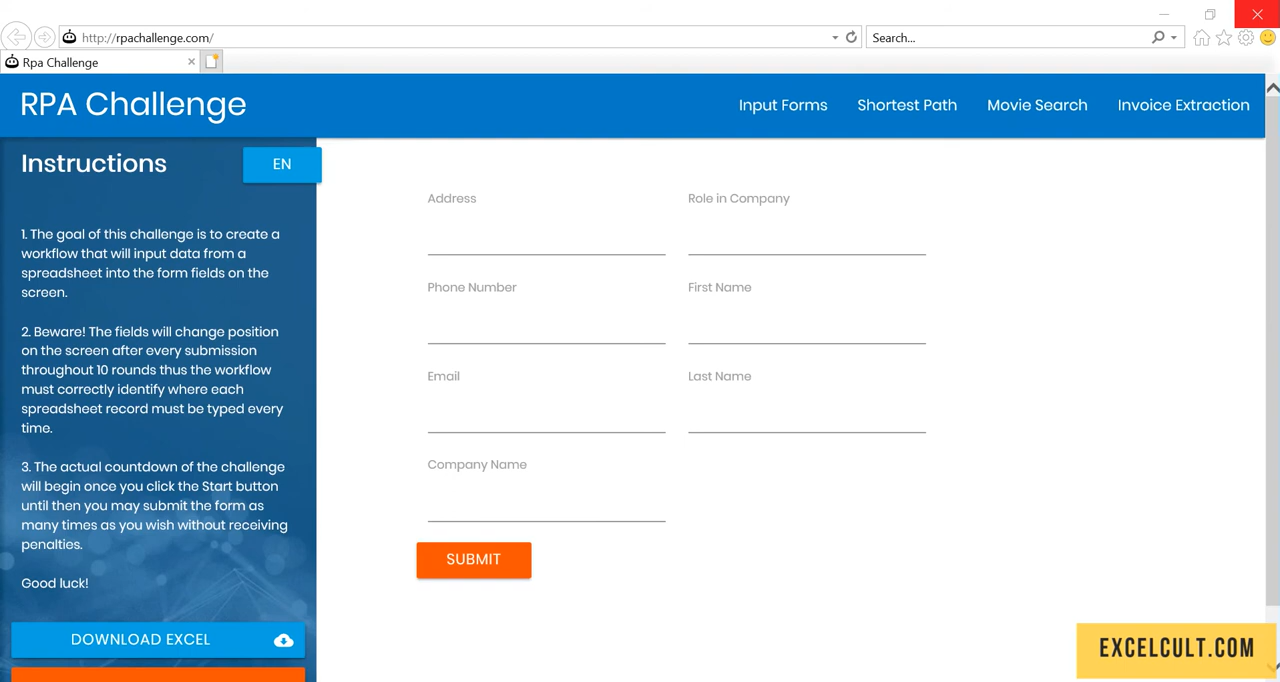 http://rpachallenge.com/
Search...
Rpa Challenge
RPA Challenge
Input Forms
Shortest Path
Movie Search
Invoice Extraction
Instructions
EN
1. The goal of this challenge is to create a
workflow that will input data from a
spreadsheet into the form fields on the
screen.
2. Beware! The fields will change position
on the screen after every submission
throughout 10 rounds thus the workflow
must correctly identify where each
spreadsheet record must be typed every
time.
3. The actual countdown of the challenge
will begin once you click the Start button
until then you may submit the form as
many times as you wish without receiving
penalties.
Good luck!
DOWNLOAD EXCEL
Address
Role in Company
Phone Number
First Name
Email
Last Name
Company Name
SUBMIT
EXCELCULT.COM